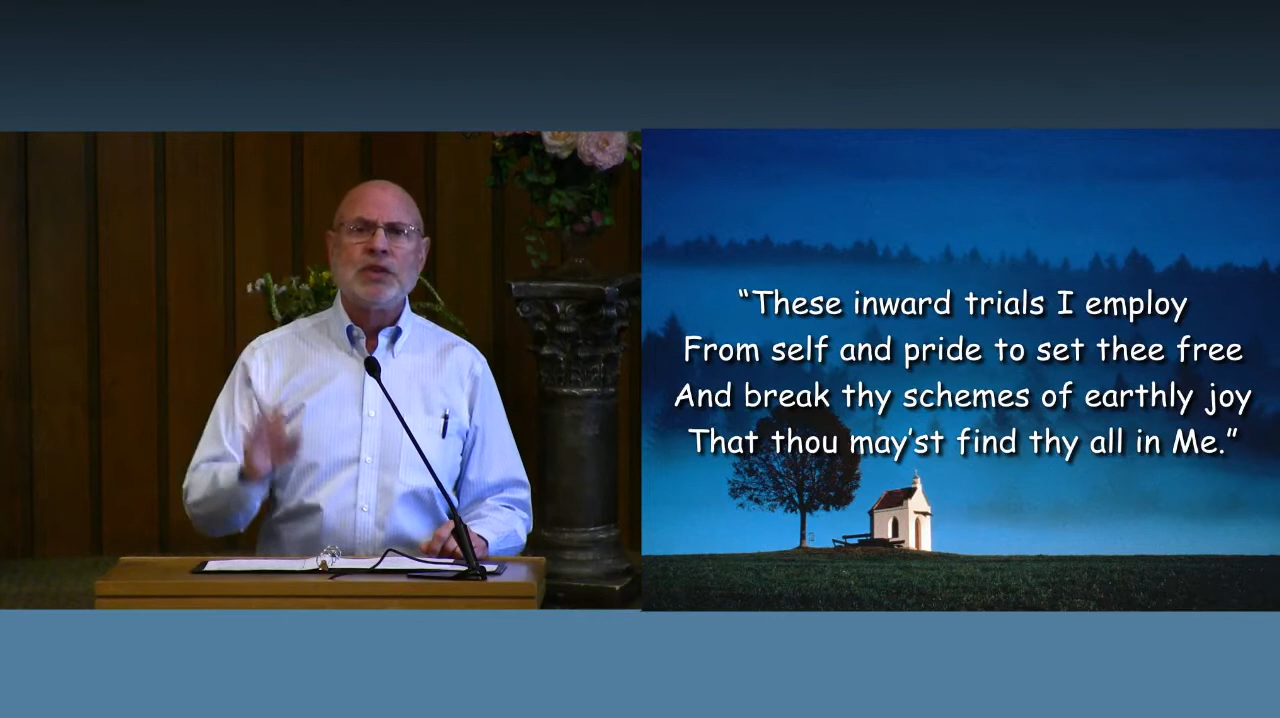 “These inward trials I employ
From self and pride to set thee free
And break thy schemes of earthly joy
That thou may’st find thy all in Me.”